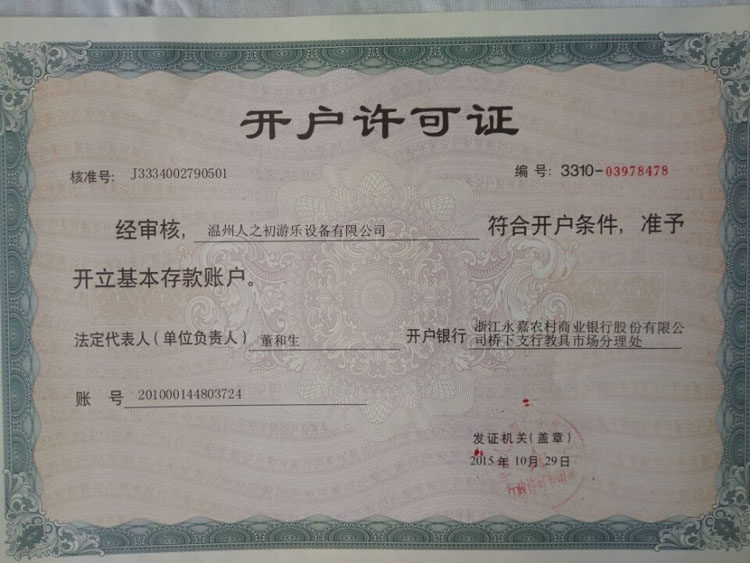 开户许可证
核准号: J3334002790501 编号: 3310-03978478
经审核, 温州人之初游乐设备有限公司 符合开户条件, 准予
开立基本存款账户。
法定代表人(单位负责人) 董和生 开户银行 浙江永嘉农村商业银行股份有限公
司桥下支行教具市场分理处
账 号 201000144803724
发证机关(盖章)
2015年10月29日